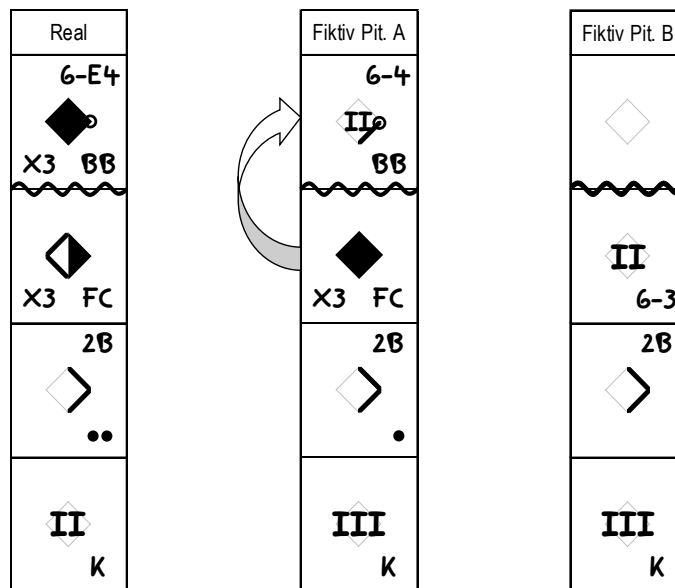 Real
6-E4
X3 BB
X3 FC
2B
II
K
Fiktiv Pit. A
6-4
II
BB
X3 FC
2B
III
K
Fiktiv Pit. B
II
6-3
2B
III
K